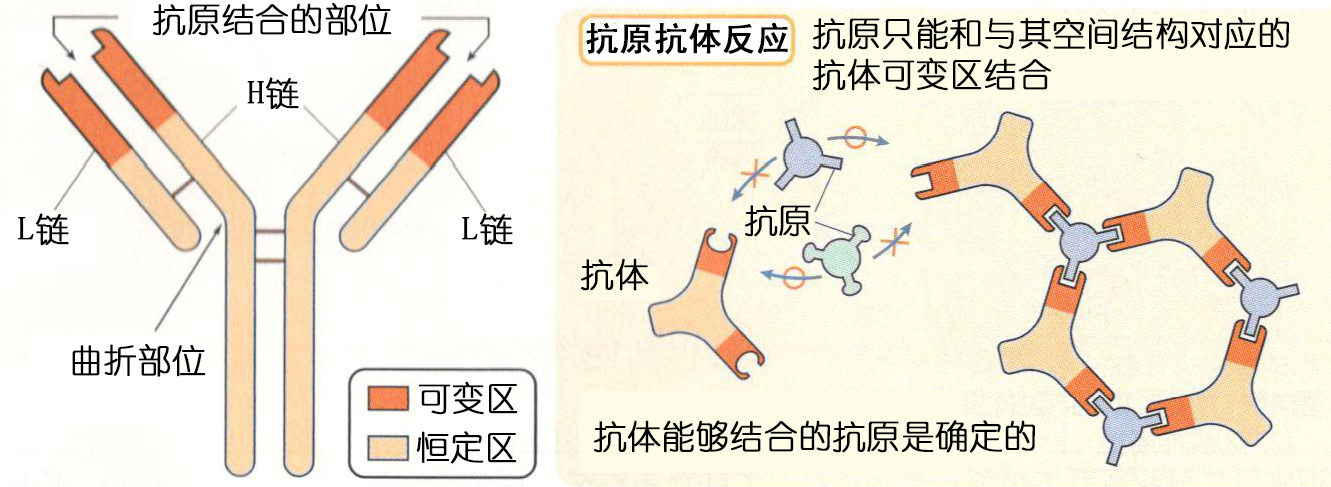 抗原结合的部位
H链
L链
L链
曲折部位
可变区
恒定区
抗原抗体反应
抗原只能和与其空间结构对应的
抗体可变区结合
抗原
抗体
抗体能够结合的抗原是确定的